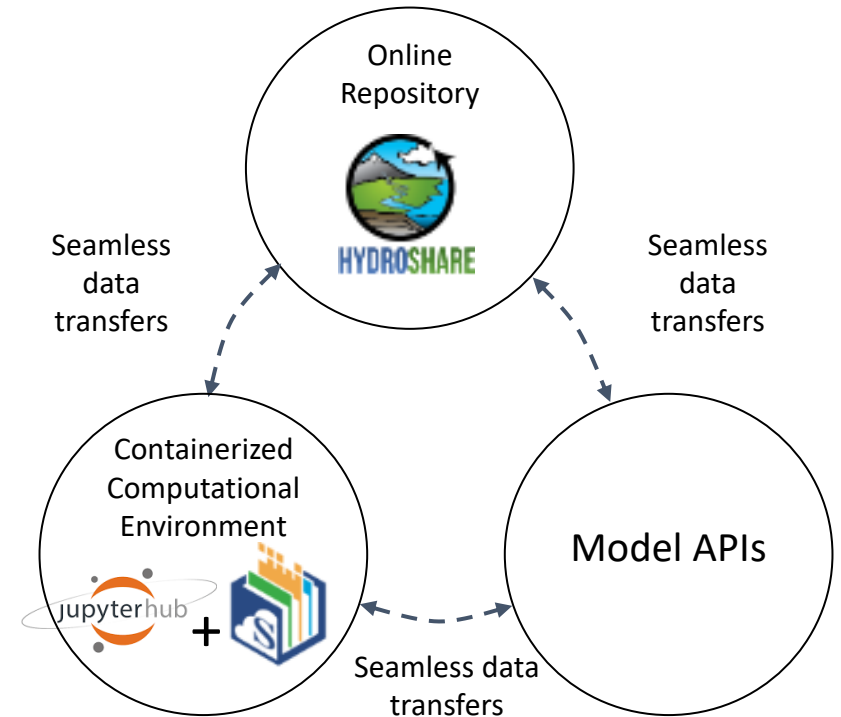 Online
Repository
HYDROSHARE
Seamless
data
transfers
Seamless
data
transfers
Containerized
Computational
Environment
jupyterhub
+
S
Model APIs
Seamless data
transfers